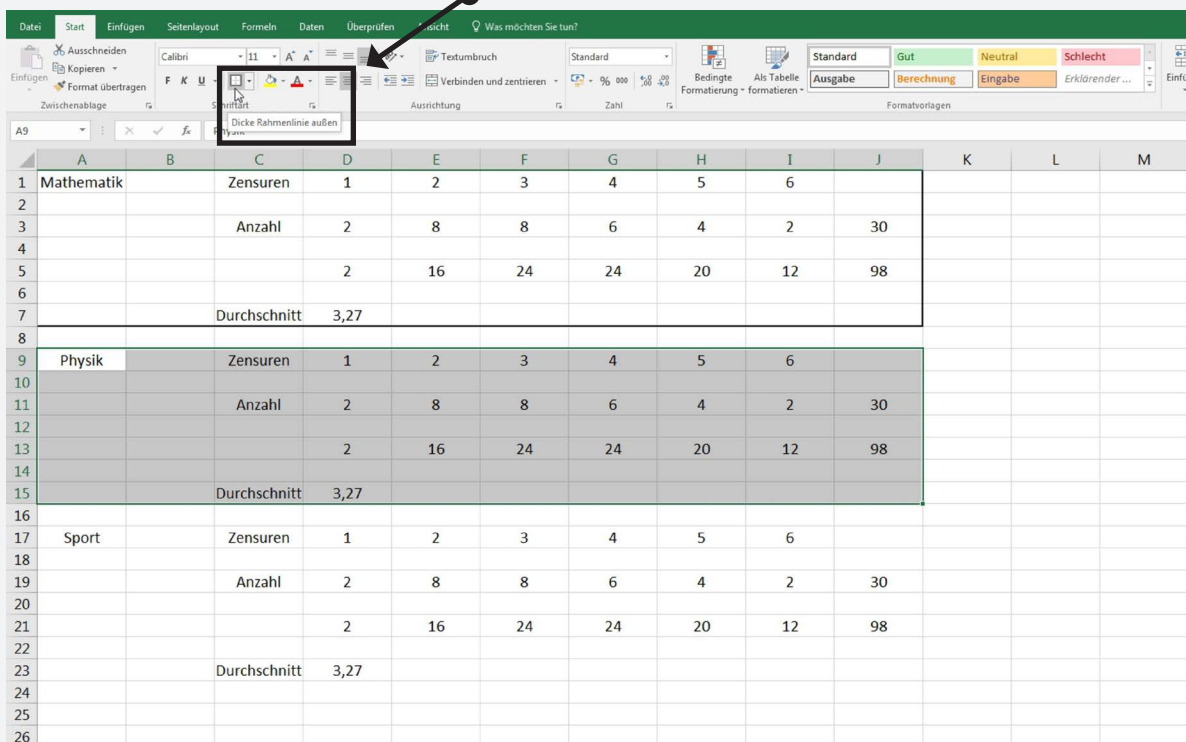 Datei Start Einfügen Seitenlayout Formeln Daten Überprüfen Was möchten Sie tun?
Ausschneiden Calibri 11 Textumbruch Standard Standard Gut Neutral Schlecht
Kopieren
Einfügen Format übertragen F K U Verbinden und zentrieren % 000 Bedingte Formatierung Als Tabelle formatieren Ausgabe Berechnung Eingabe Erklärender ...
Zwischenablage Ausrichtung Zahl Formatvorlagen
Dicke Rahmenlinie außen
A9 fx Physik
A B C D E F G H I J K L M
1 Mathematik Zensuren 1 2 3 4 5 6
2
3 Anzahl 2 8 8 6 4 2 30
4
5 2 16 24 24 20 12 98
6
7 Durchschnitt 3,27
8
9 Physik Zensuren 1 2 3 4 5 6
10
11 Anzahl 2 8 8 6 4 2 30
12
13 2 16 24 24 20 12 98
14
15 Durchschnitt 3,27
16
17 Sport Zensuren 1 2 3 4 5 6
18
19 Anzahl 2 8 8 6 4 2 30
20
21 2 16 24 24 20 12 98
22
23 Durchschnitt 3,27
24
25
26